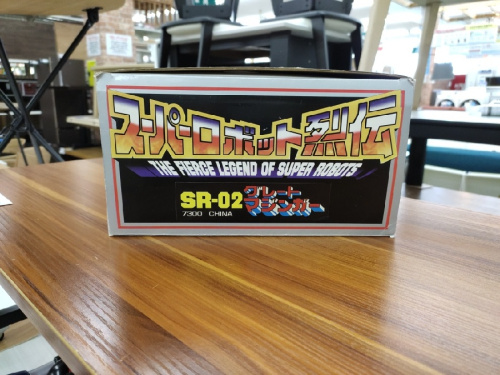 スーパーロボット烈伝
THE FIERCE LEGEND OF SUPER ROBOTS
SR-02 グレート
マジンガー
7300 CHINA